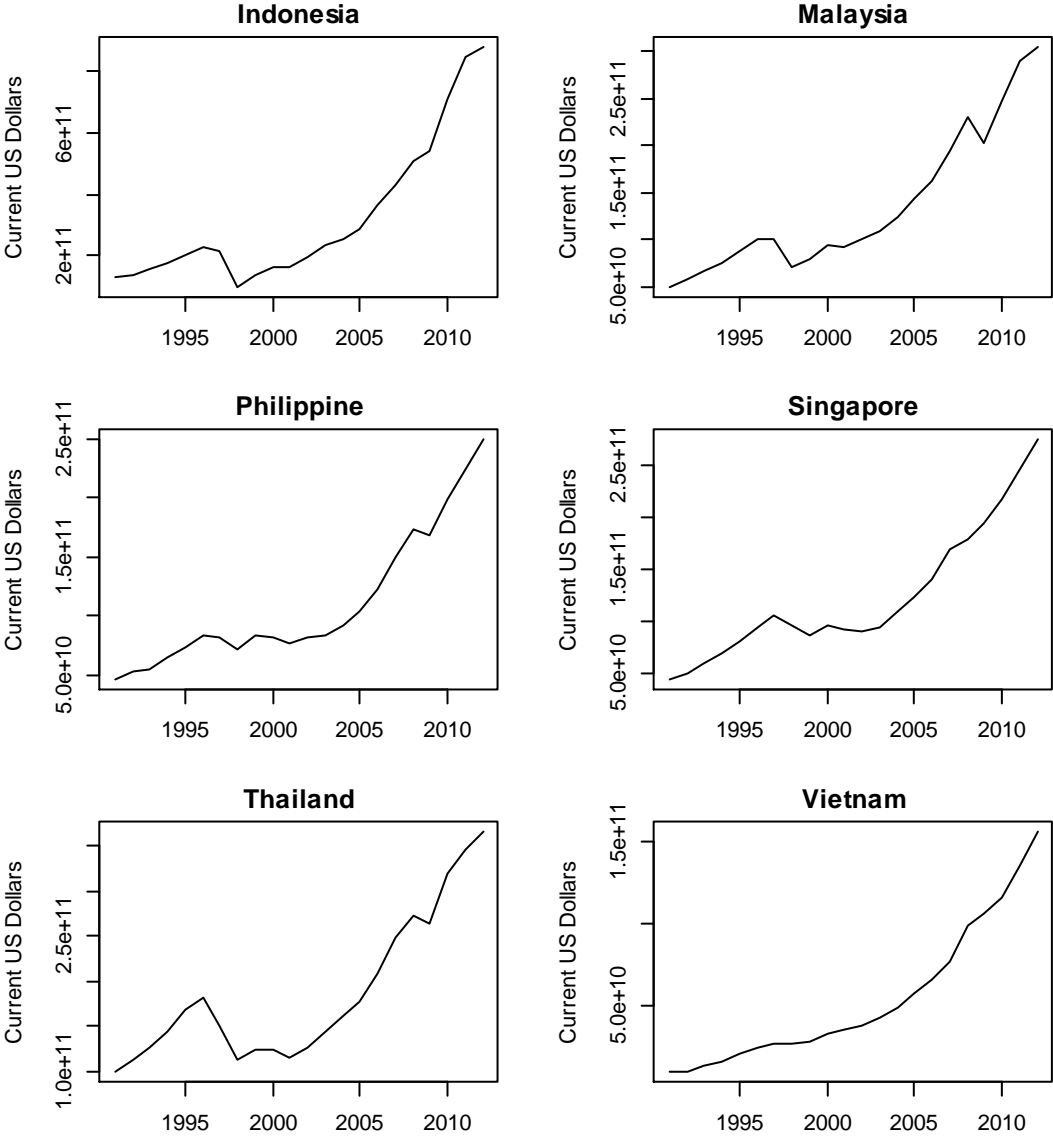 Indonesia
Current US Dollars
2e+11
6e+11
1995 2000 2005 2010
Malaysia
Current US Dollars
5.0e+10
1.5e+11
2.5e+11
1995 2000 2005 2010
Philippine
Current US Dollars
5.0e+10
1.5e+11
2.5e+11
1995 2000 2005 2010
Singapore
Current US Dollars
5.0e+10
1.5e+11
2.5e+11
1995 2000 2005 2010
Thailand
Current US Dollars
1.0e+11
2.5e+11
1995 2000 2005 2010
Vietnam
Current US Dollars
5.0e+10
1.5e+11
1995 2000 2005 2010